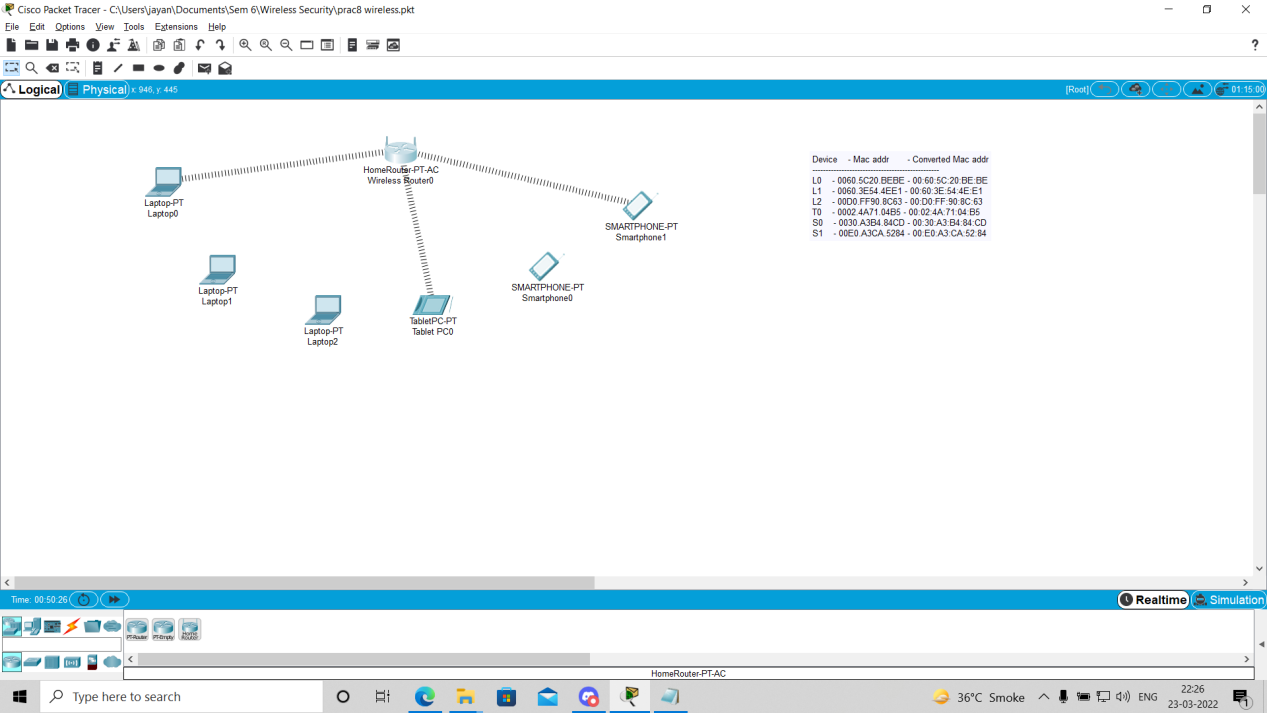 Cisco Packet Tracer - C:\Users\jayan\Documents\Sem 6\Wireless Security\prac8 wireless.pkt
File Edit Options View Tools Extensions Help
?
Logical Physical x: 946, y: 445 [Root] 01:15:00
HomeRouter-PT-AC
Wireless Router0
Laptop-PT
Laptop0
SMARTPHONE-PT
Smartphone1
Laptop-PT
Laptop1
SMARTPHONE-PT
Smartphone0
Laptop-PT
Laptop2
TabletPC-PT
Tablet PC0
Device - Mac addr - Converted Mac addr
L0 - 0060.5C20.BEBE - 00:60:5C:20:BE:BE
L1 - 0060.3E54.4EE1 - 00:60:3E:54:4E:E1
L2 - 00D0.FF90.8C63 - 00:D0:FF:90:8C:63
T0 - 0002.4A71.04B5 - 00:02:4A:71:04:B5
S0 - 0030.A3B4.84CD - 00:30:A3:B4:84:CD
S1 - 00E0.A3CA.5284 - 00:E0:A3:CA:52:84
Time: 00:50:26 Realtime Simulation
PT-Router PT-Empty Home Router
HomeRouter-PT-AC
Type here to search
36°C Smoke ENG 22:26
23-03-2022 1